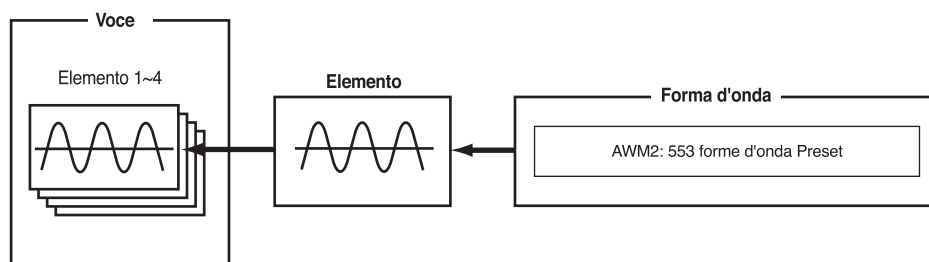 Voce
Elemento 1~4
Elemento
Forma d'onda
AWM2: 553 forme d'onda Preset